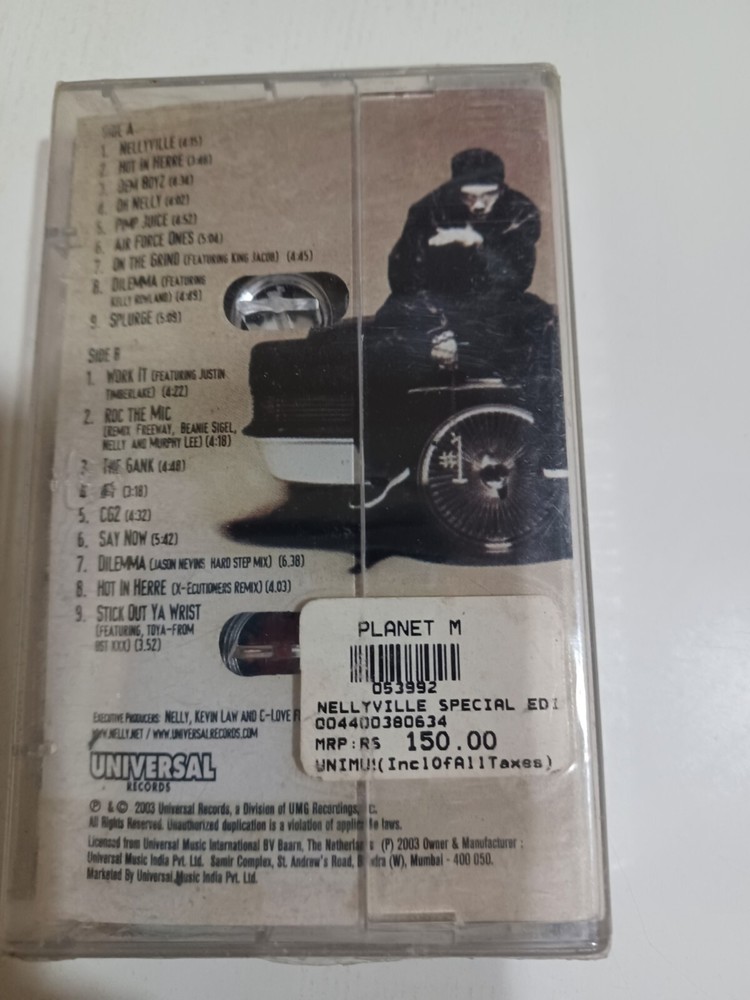 SIDE A
1. NELLYVILLE (4:15)
2. HOT IN HERRE (3:48)
3. DEM BOYZ (4:34)
4. OH NELLY (4:02)
5. PIMP JUICE (4:52)
6. AIR FORCE ONES (5:04)
7. ON THE GRIND (FEATURING KING JACOB) (4:45)
8. DILEMMA (FEATURING
KELLY ROWLAND) (4:49)
9. SPLURGE (5:09)
SIDE B
1. WORK IT (FEATURING JUSTIN
TIMBERLAKE) (4:22)
2. ROC THE MIC
(REMIX FREEWAY, BEANIE SIGEL,
NELLY AND MURPHY LEE) (4:18)
3. THE GANK (4:48)
4. (3:18)
5. CG2 (4:32)
6. SAY NOW (5:42)
7. DILEMMA (JASON NEVINS HARD STEP MIX) (6.38)
8. HOT IN HERRE (X-ECUTIONERS REMIX) (4.03)
9. STICK OUT YA WRIST
(FEATURING, TOYA-FROM
OST XXX) (3.52)
#1
PLANET M
053992
NELLYVILLE SPECIAL EDI
004400380634
MRP:RS 150.00
UNIMU!(InclOfAllTaxes)
EXECUTIVE PRODUCERS: NELLY, KEVIN LAW AND C-LOVE F
WWW.NELLY.NET / WWW.UNIVERSALRECORDS.COM
UNIVERSAL
RECORDS
℗ & © 2003 Universal Records, a Division of UMG Recordings, c.
All Rights Reserved. Unauthorized duplication is a violation of applic le laws.
Licensed from Universal Music International BV Baarn, The Netherlan s (P) 2003 Owner & Manufacturer :
Universal Music India Pvt. Ltd. Samir Complex, St. Andrew's Road, B ndra (W), Mumbai - 400 050.
Marketed By Universal Music India Pvt. Ltd.